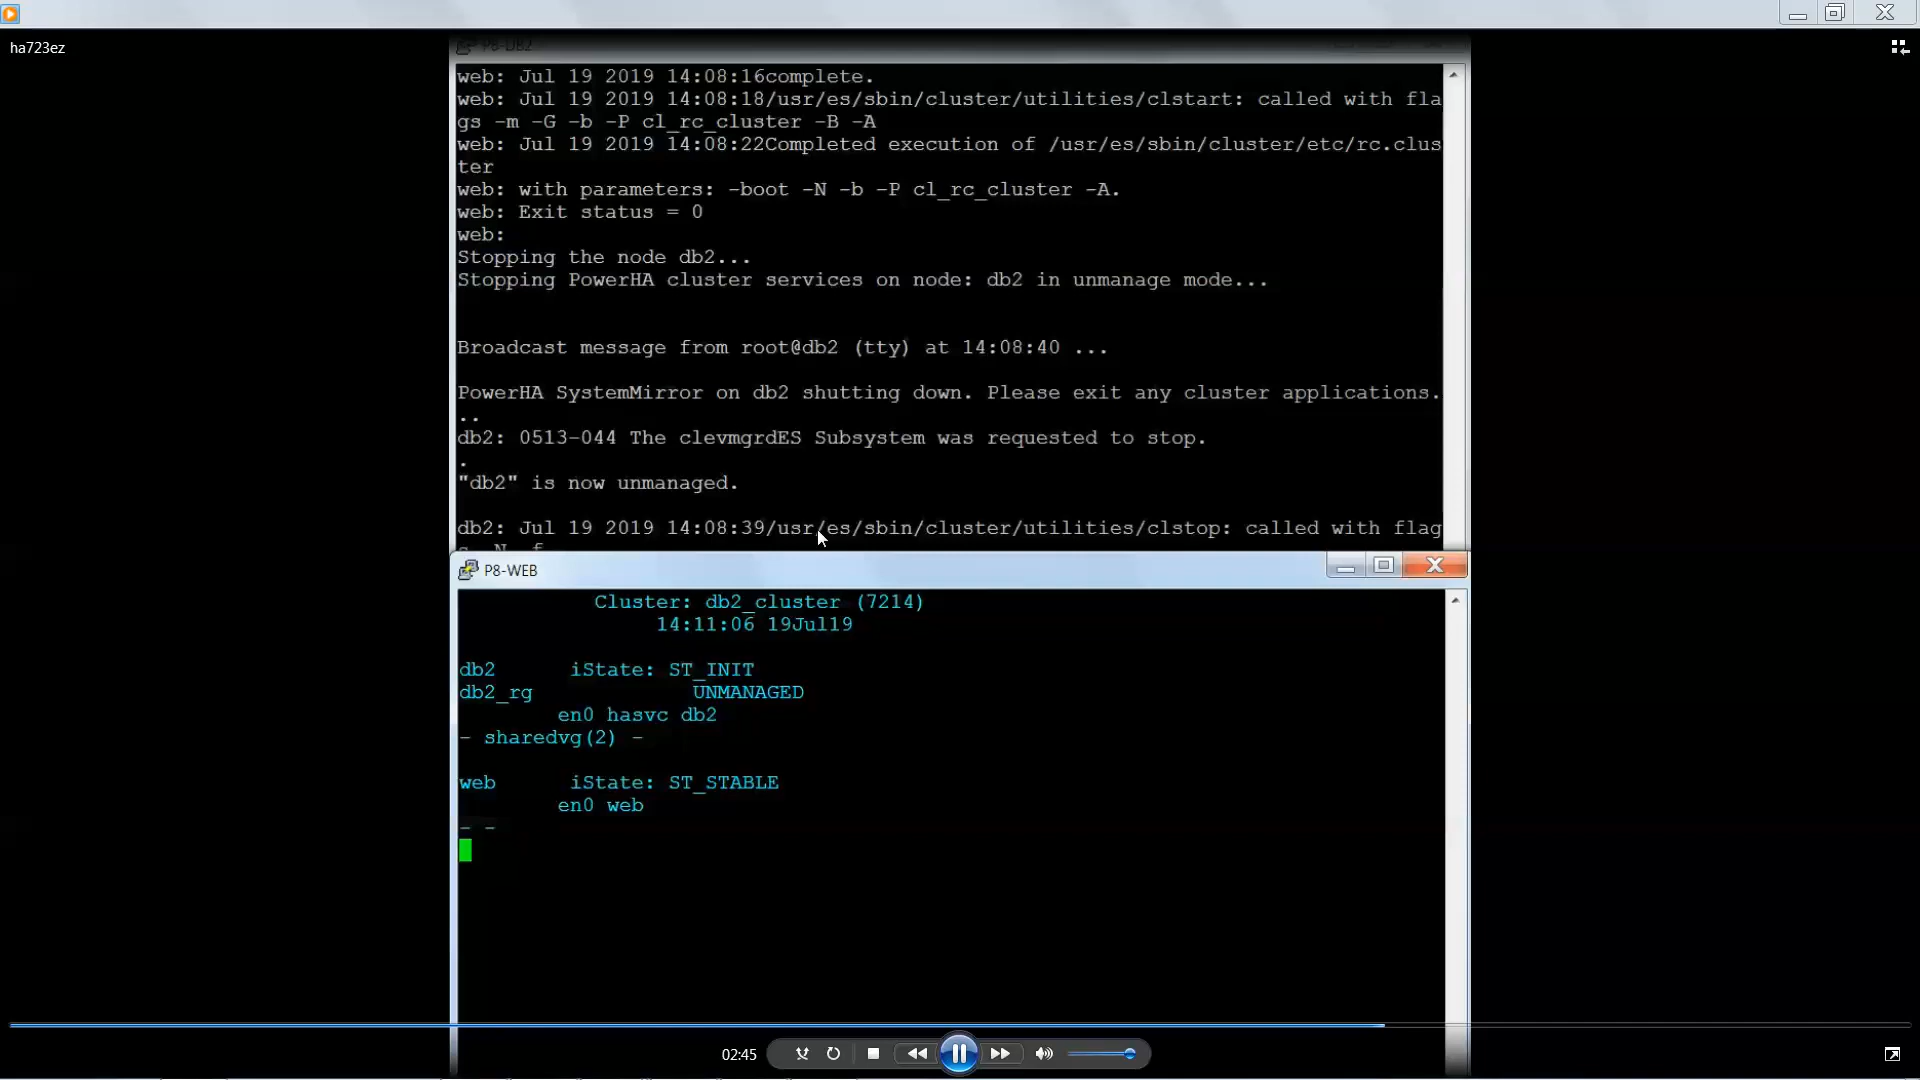 ha723ez
P8-DB2
web: Jul 19 2019 14:08:16complete.
web: Jul 19 2019 14:08:18/usr/es/sbin/cluster/utilities/clstart: called with fla
gs -m -G -b -P cl_rc_cluster -B -A
web: Jul 19 2019 14:08:22Completed execution of /usr/es/sbin/cluster/etc/rc.clus
ter
web: with parameters: -boot -N -b -P cl_rc_cluster -A.
web: Exit status = 0
web:
Stopping the node db2...
Stopping PowerHA cluster services on node: db2 in unmanage mode...
Broadcast message from root@db2 (tty) at 14:08:40 ...
PowerHA SystemMirror on db2 shutting down. Please exit any cluster applications.
..
db2: 0513-044 The clevmgrdES Subsystem was requested to stop.
.
"db2" is now unmanaged.
db2: Jul 19 2019 14:08:39/usr/es/sbin/cluster/utilities/clstop: called with flag
s -N -f
P8-WEB
Cluster: db2_cluster (7214)
14:11:06 19Jul19
db2 iState: ST_INIT
db2_rg UNMANAGED
en0 hasvc db2
- sharedvg(2) -
web iState: ST_STABLE
en0 web
- -
02:45